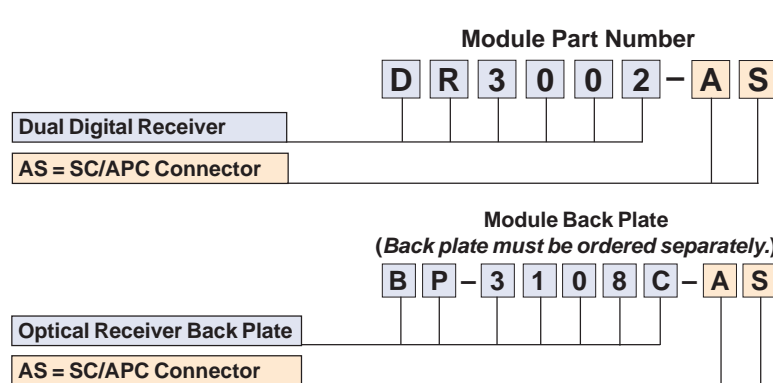 Module Part Number
D R 3 0 0 2 – A S
Dual Digital Receiver
AS = SC/APC Connector
Module Back Plate
(Back plate must be ordered separately.)
B P – 3 1 0 8 C – A S
Optical Receiver Back Plate
AS = SC/APC Connector